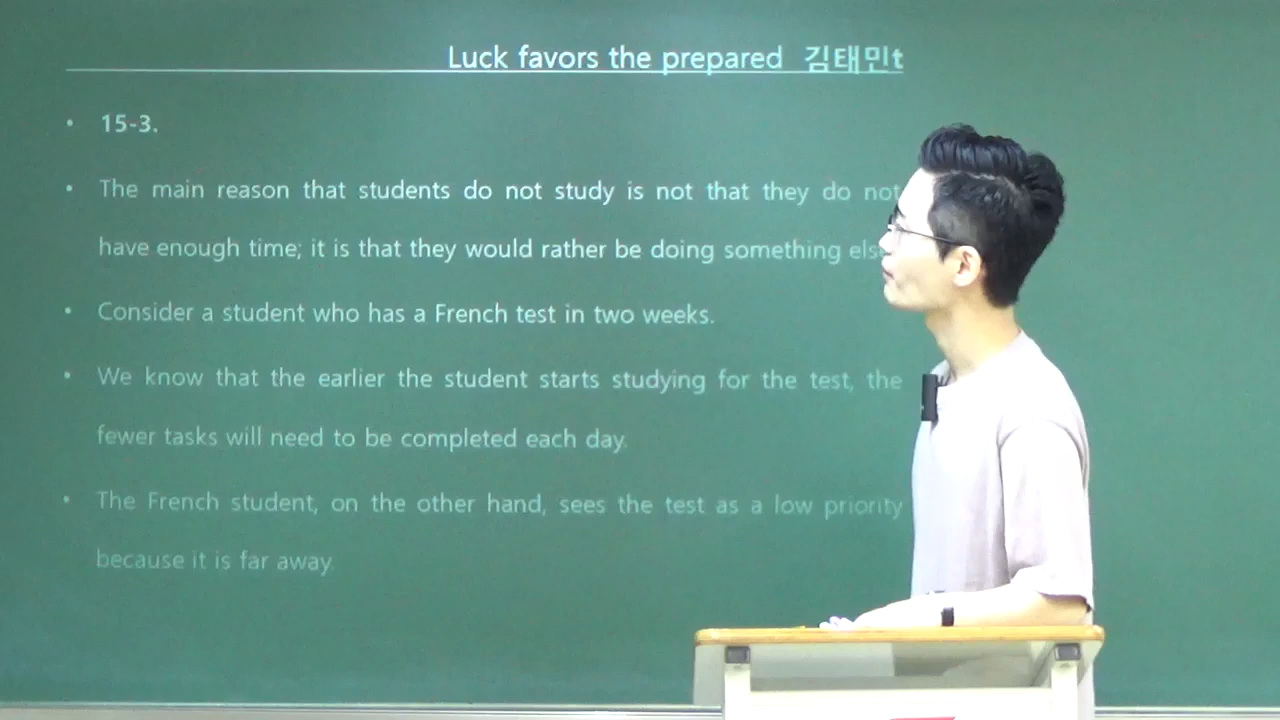 Luck favors the prepared 김태민t
• 15-3.
• The main reason that students do not study is not that they do not
have enough time; it is that they would rather be doing something else
• Consider a student who has a French test in two weeks.
• We know that the earlier the student starts studying for the test, the
fewer tasks will need to be completed each day.
• The French student, on the other hand, sees the test as a low priority
because it is far away.